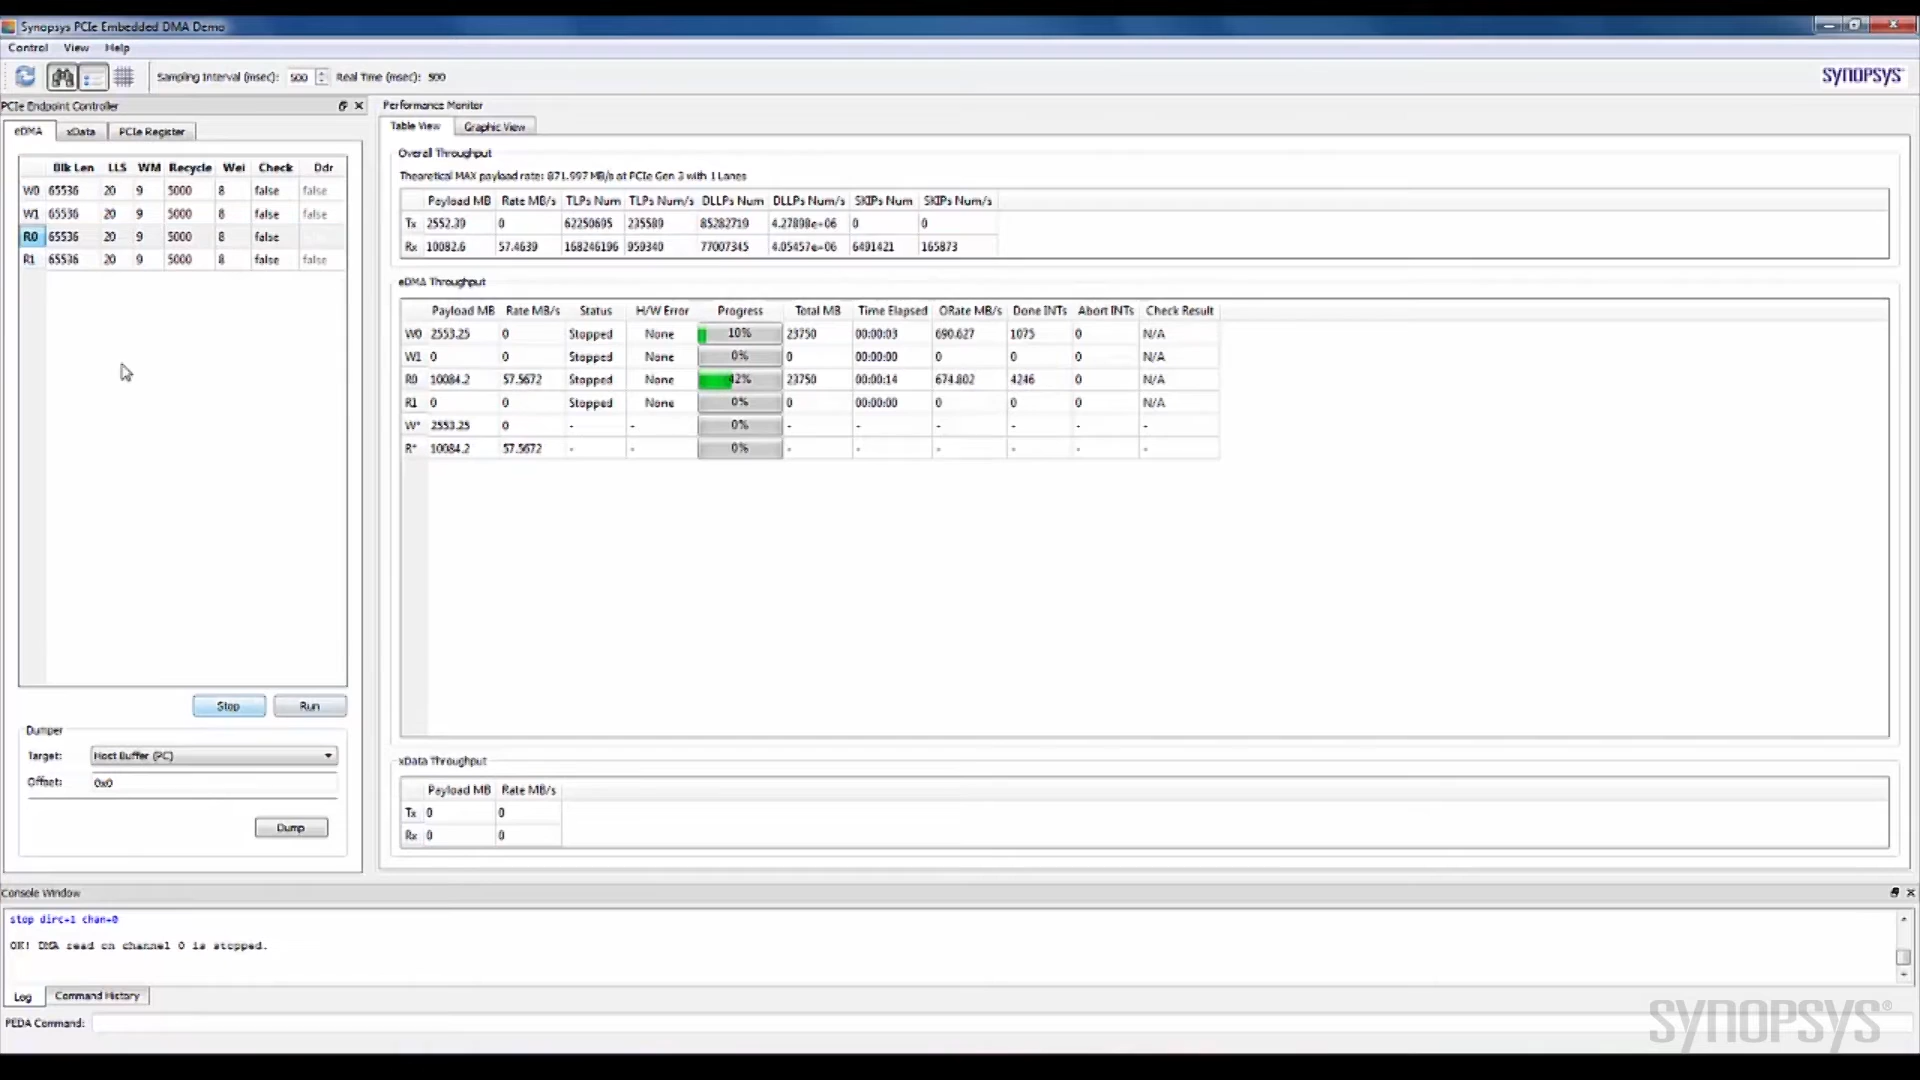 Synopsys PCIe Embedded DMA Demo
Control View Help
Sampling Interval (msec): 500 Real Time (msec): 500
SYNOPSYS
PCIe Endpoint Controller
eDMA xData PCIe Register
Blk Len LLS WM Recycle Wei Check Ddr
W0 65536 20 9 5000 8 false false
W1 65536 20 9 5000 8 false false
R0 65536 20 9 5000 8 false
R1 65536 20 9 5000 8 false false
Stop Run
Dumper
Target: Host Buffer (PC)
Offset: 0x0
Dump
Performance Monitor
Table View Graphic View
Overall Throughput
Theoretical MAX payload rate: 871.997 MB/s at PCIe Gen 3 with 1 Lanes
Payload MB Rate MB/s TLPs Num TLPs Num/s DLLPs Num DLLPs Num/s SKIPs Num SKIPs Num/s
Tx 2552.39 0 62250695 235589 85282719 4.27898e+06 0 0
Rx 10082.6 57.4639 168246196 959340 77007345 4.05457e+06 6491421 165873
eDMA Throughput
Payload MB Rate MB/s Status H/W Error Progress Total MB Time Elapsed ORate MB/s Done INTs Abort INTs Check Result
W0 2553.25 0 Stopped None 10% 23750 00:00:03 690.627 1075 0 N/A
W1 0 0 Stopped None 0% 0 00:00:00 0 0 0 N/A
R0 10084.2 57.5672 Stopped None 42% 23750 00:00:14 674.802 4246 0 N/A
R1 0 0 Stopped None 0% 0 00:00:00 0 0 0 N/A
W* 2553.25 0 - - 0% - - - - - -
R* 10084.2 57.5672 - - 0% - - - - - -
xData Throughput
Payload MB Rate MB/s
Tx 0 0
Rx 0 0
Console Window
stop dirc=1 chan=0
OK! DMA read on channel 0 is stopped.
Log Command History
PEDA Command:
SYNOPSYS®